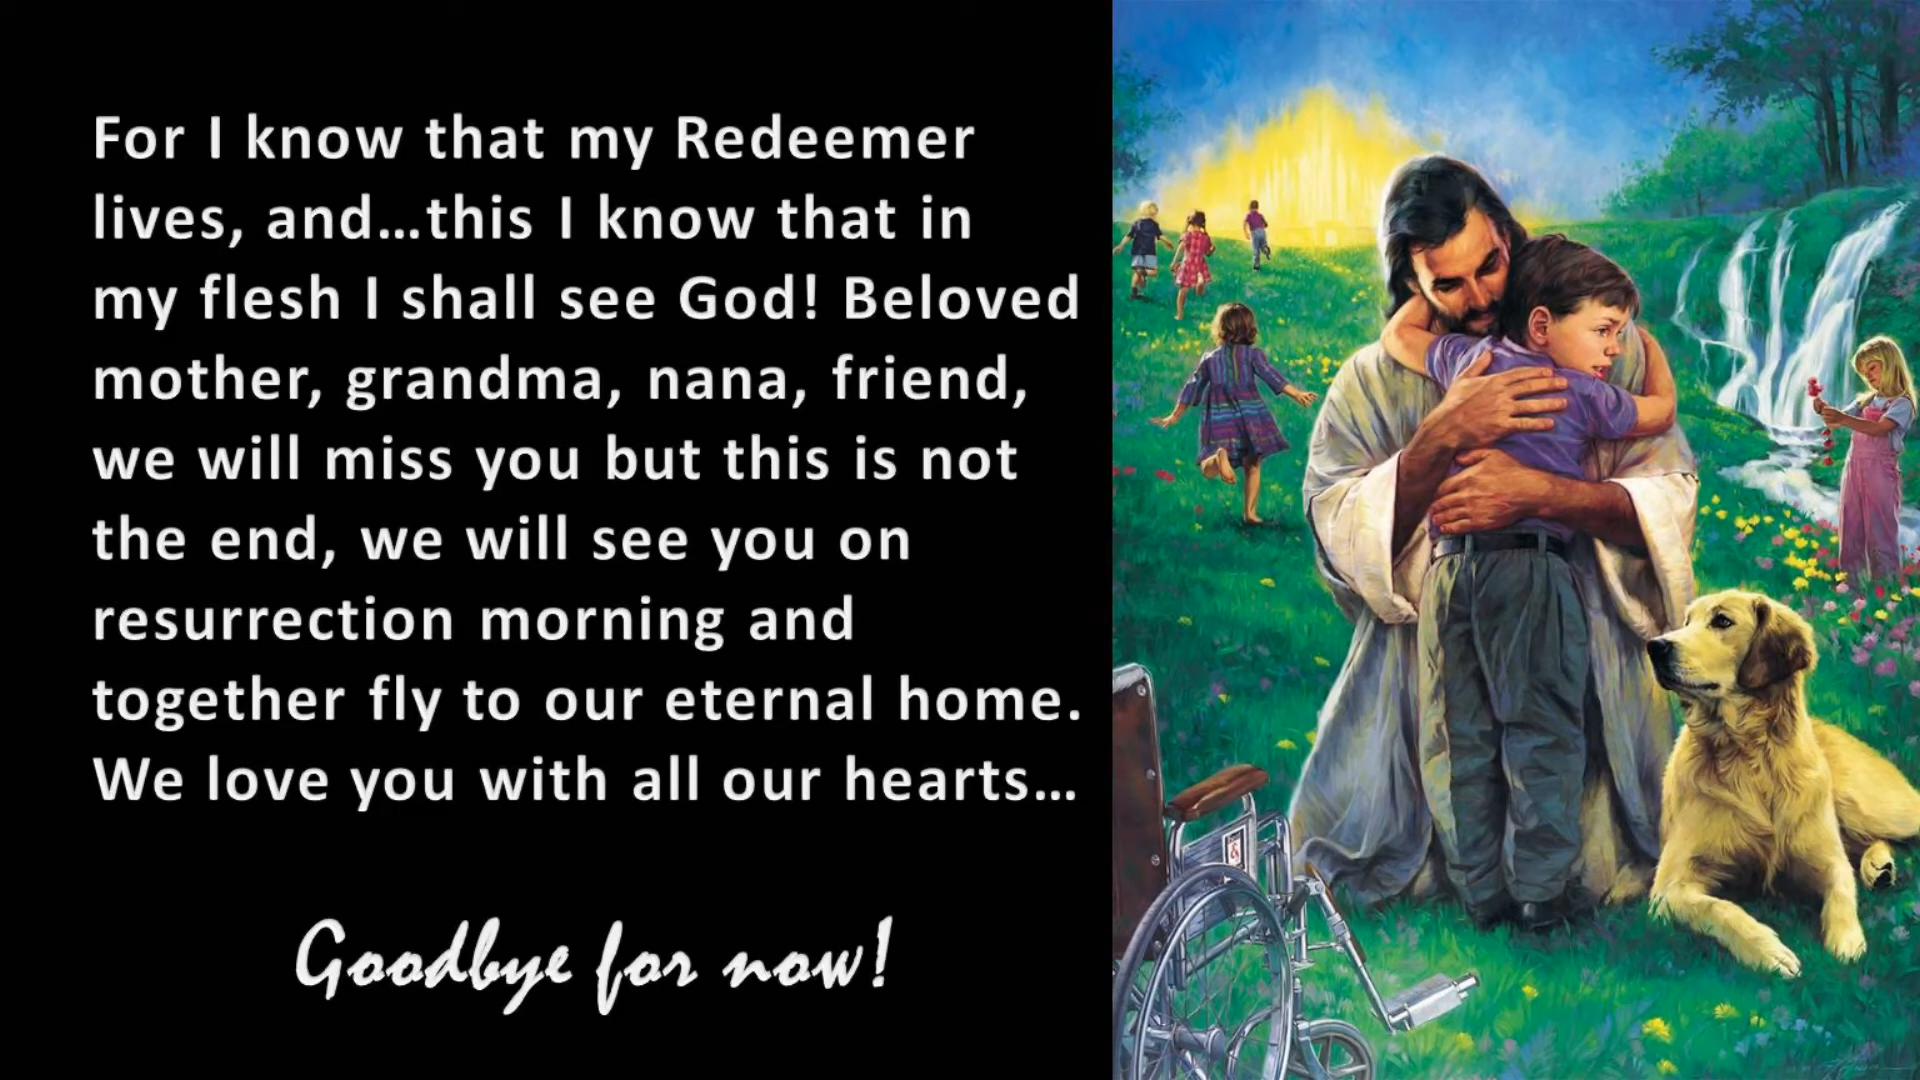 For I know that my Redeemer
lives, and…this I know that in
my flesh I shall see God! Beloved
mother, grandma, nana, friend,
we will miss you but this is not
the end, we will see you on
resurrection morning and
together fly to our eternal home.
We love you with all our hearts…
Goodbye for now!